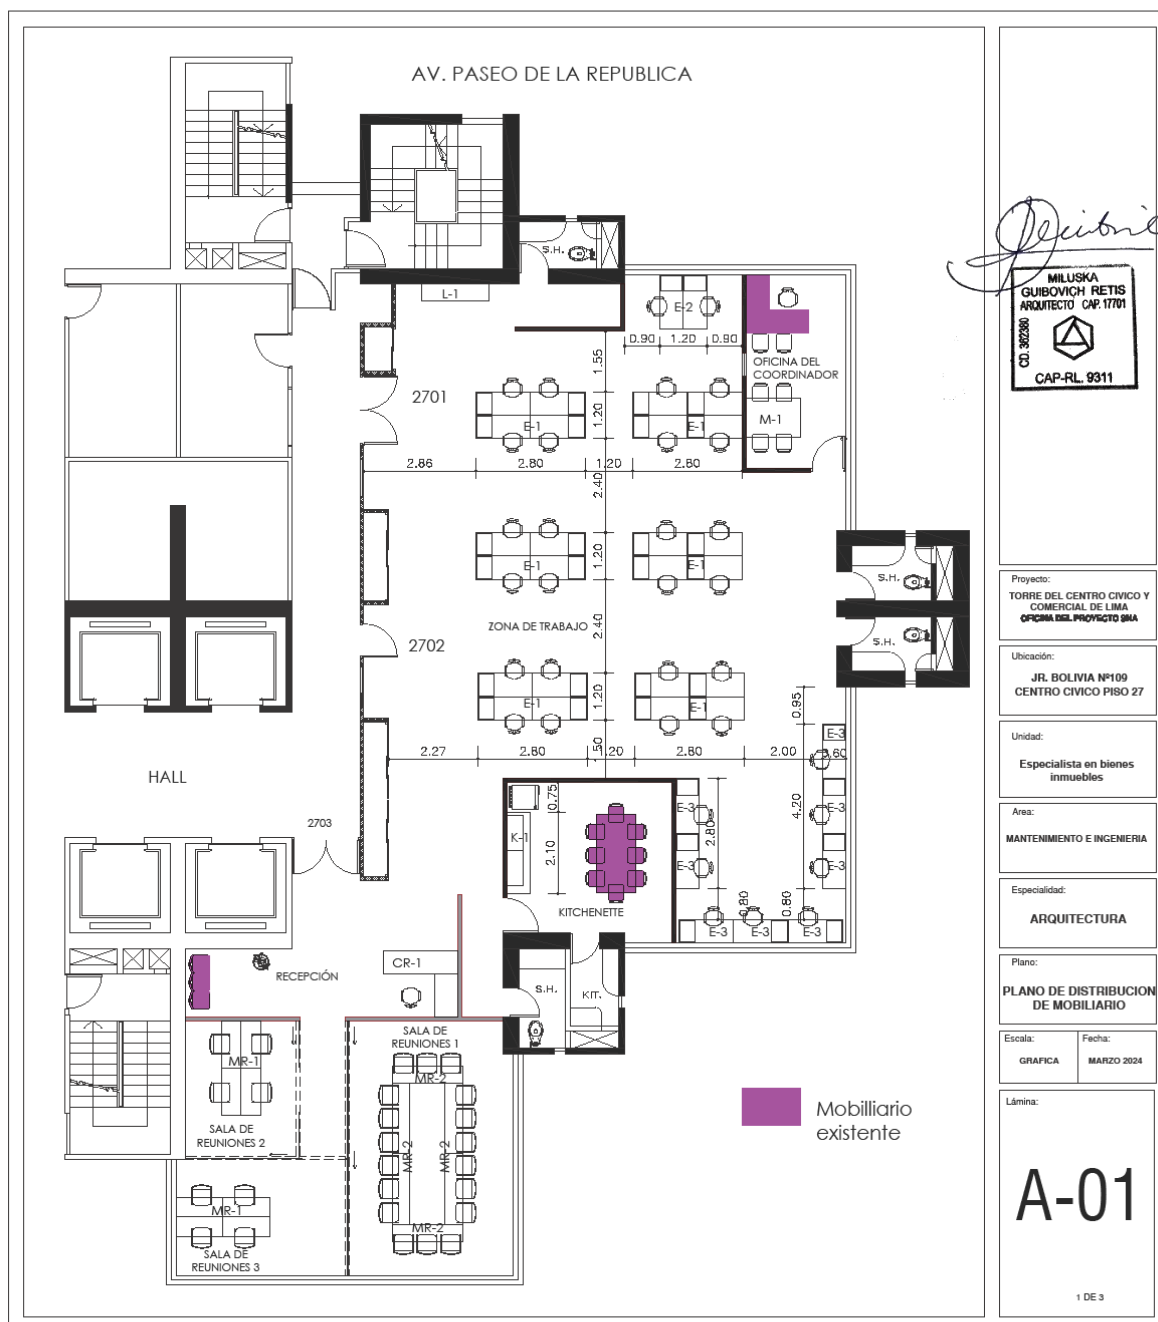 AV. PASEO DE LA REPUBLICA
S.H.
L-1
E-2
0.90
1.20
0.90
1.55
OFICINA DEL
COORDINADOR
2701
1.20
E-1
E-1
M-1
2.86
2.80
1.20
2.80
2.40
E-1
1.20
E-1
S.H.
ZONA DE TRABAJO
2.40
2702
S.H.
E-1
1.20
E-1
0.95
2.27
2.80
.50
1.20
2.80
2.00
E-3
HALL
2703
K-1
0.75
2.10
KITCHENETTE
E-3
2.80
E-3
4.20
E-3
E-3
0.80
0.80
E-3
E-3
E-3
RECEPCIÓN
CR-1
S.H.
KIT.
SALA DE
REUNIONES 1
MR-1
MR-2
SALA DE
REUNIONES 2
MR-2
MR-2
MR-1
MR-2
SALA DE
REUNIONES 3
Mobilliario
existente
MILUSKA
GUIBOVICH RETIS
ARQUITECTO CAP. 17701
CAP-RL. 9311
Proyecto:
TORRE DEL CENTRO CIVICO Y
COMERCIAL DE LIMA
OFICINA DEL PROYECTO
Ubicación:
JR. BOLIVIA Nº109
CENTRO CIVICO PISO 27
Unidad:
Especialista en bienes
inmuebles
Area:
MANTENIMIENTO E INGENIERIA
Especialidad:
ARQUITECTURA
Plano:
PLANO DE DISTRIBUCION
DE MOBILIARIO
Escala:
GRAFICA
Fecha:
MARZO 2024
Lámina:
A-01
1 DE 3